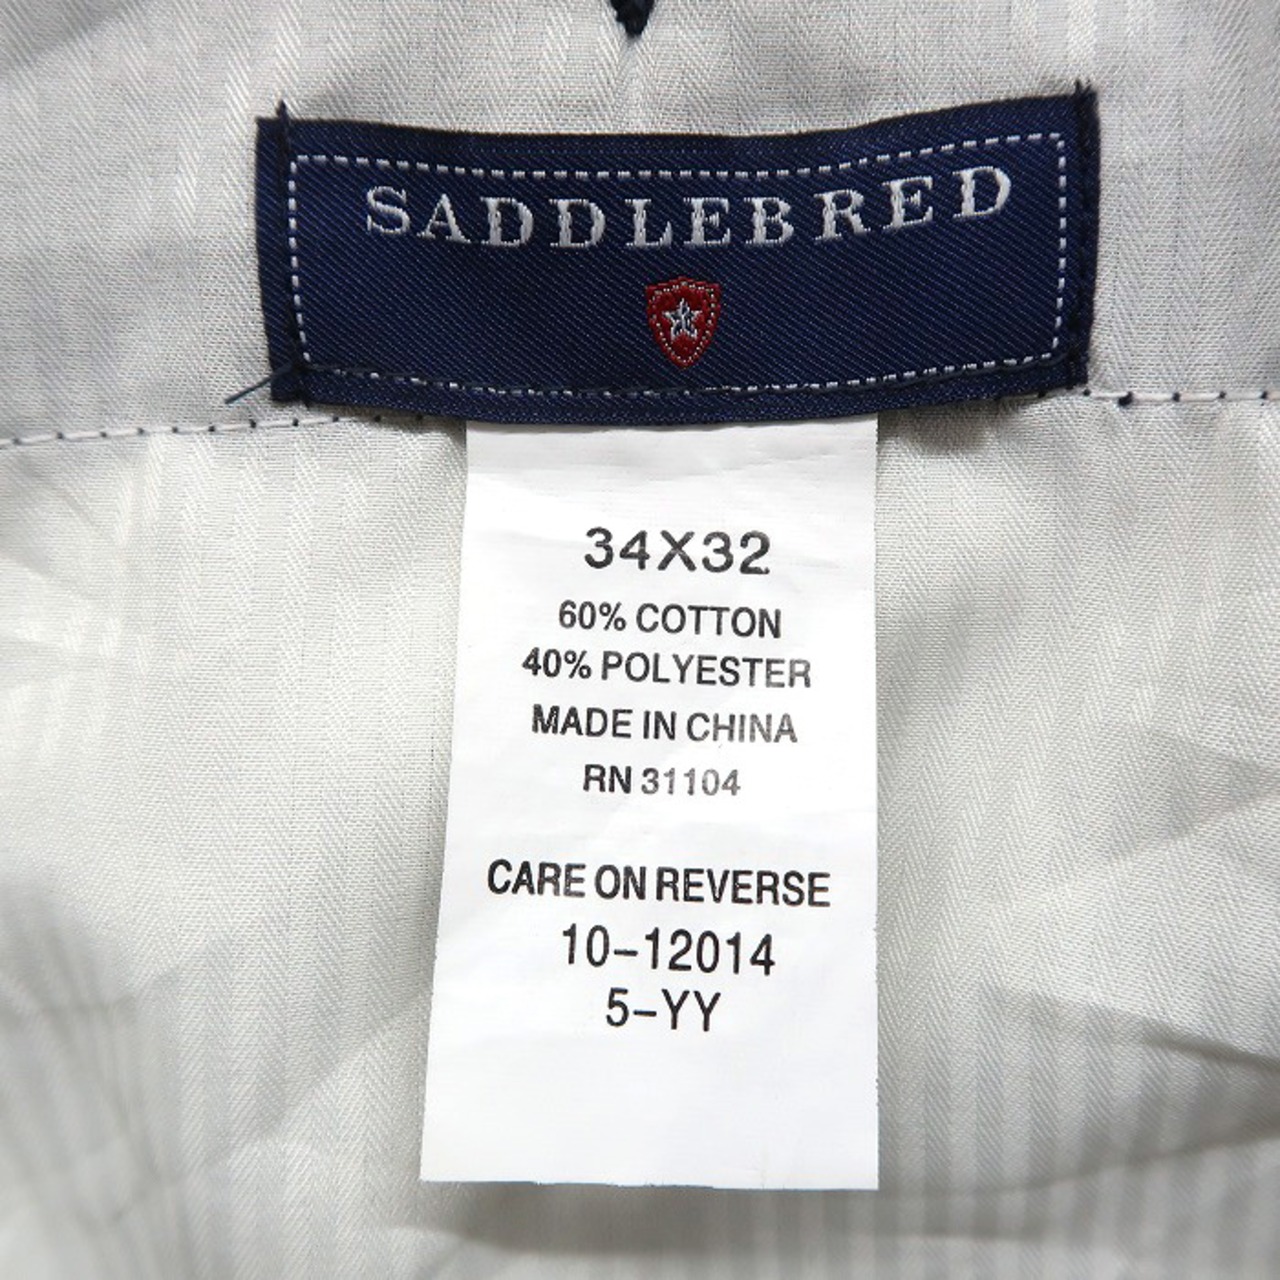 SADDLEBRED
34X32
60% COTTON
40% POLYESTER
MADE IN CHINA
RN 31104
CARE ON REVERSE
10-12014
5-YY